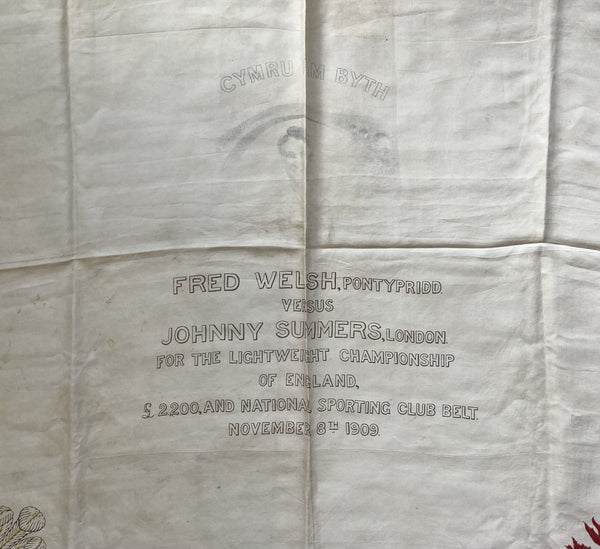 CYMRU AM BYTH
FRED WELSH, PONTYPRIDD.
VERSUS
JOHNNY SUMMERS, LONDON.
FOR THE LIGHTWEIGHT CHAMPIONSHIP
OF ENGLAND,
£2200, AND NATIONAL SPORTING CLUB BELT.
NOVEMBER 8TH 1909.